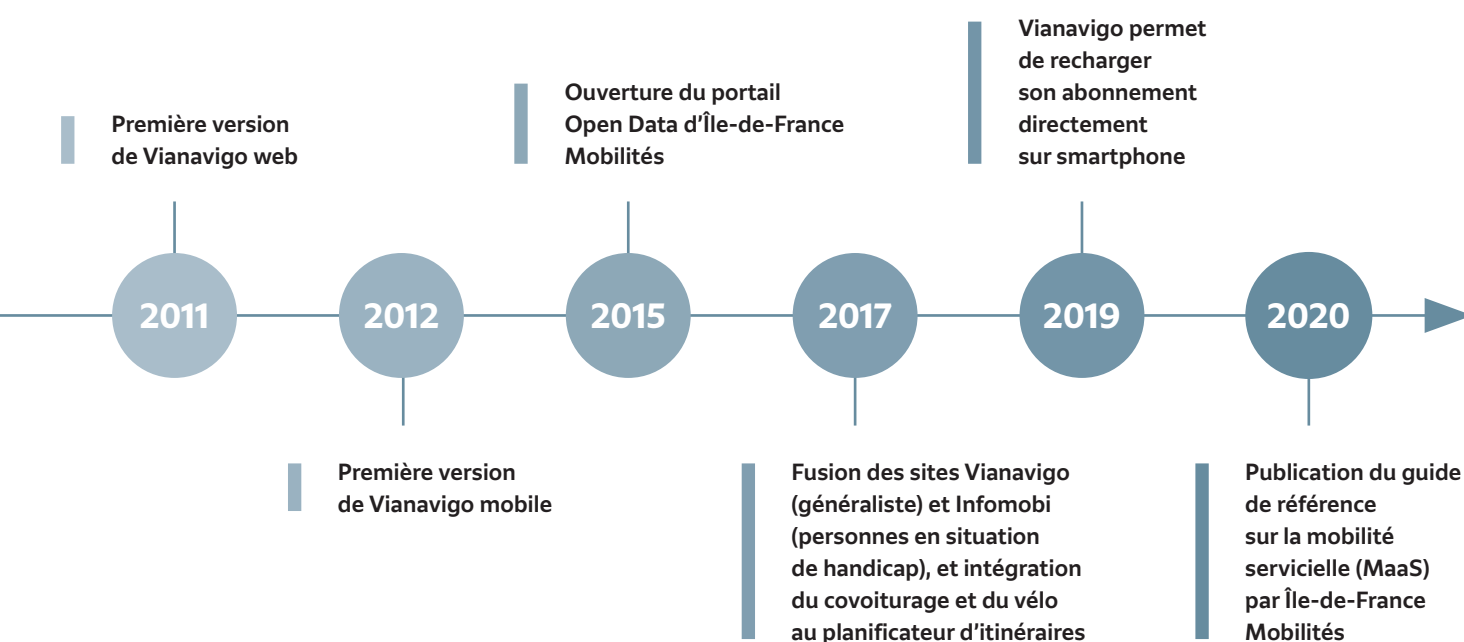 Première version
de Vianavigo web
Ouverture du portail
Open Data d'Île-de-France
Mobilités
Vianavigo permet
de recharger
son abonnement
directement
sur smartphone
2011
2012
2015
2017
2019
2020
Première version
de Vianavigo mobile
Fusion des sites Vianavigo
(généraliste) et Infomobi
(personnes en situation
de handicap), et intégration
du covoiturage et du vélo
au planificateur d'itinéraires
Publication du guide
de référence
sur la mobilité
servicielle (MaaS)
par Île-de-France
Mobilités